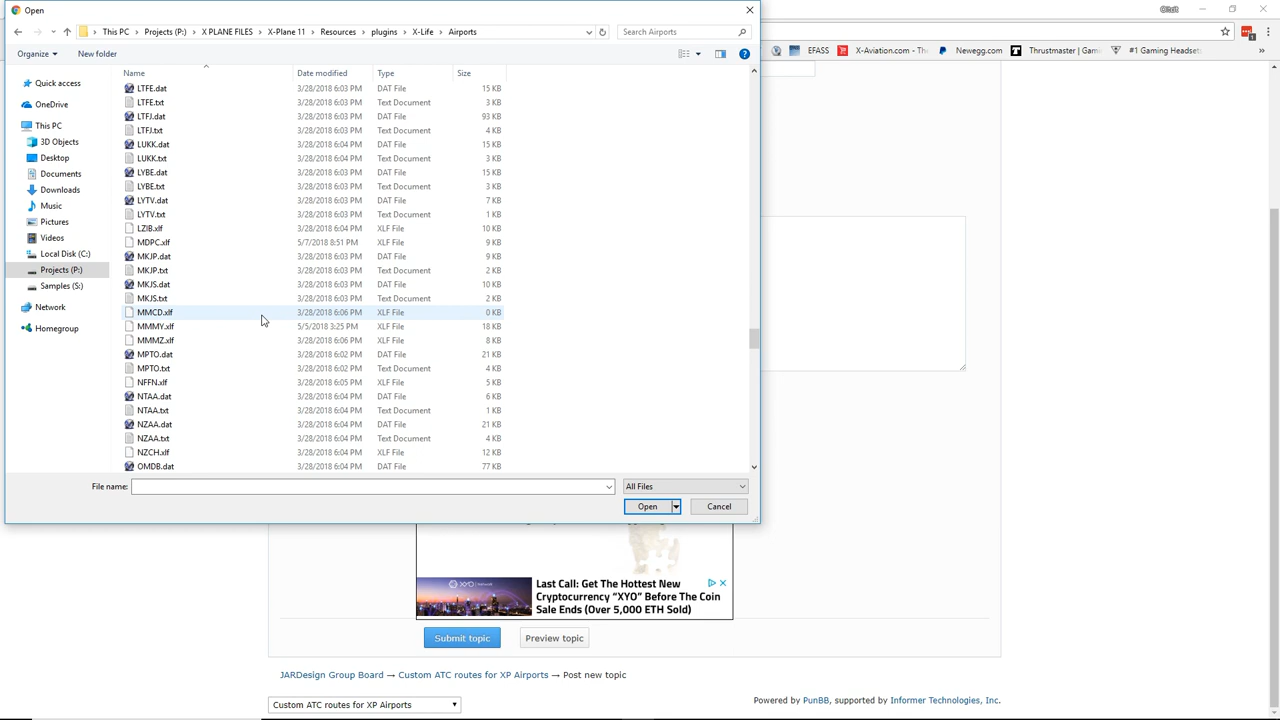 Open
This PC > Projects (P:) > X PLANE FILES > X-Plane 11 > Resources > plugins > X-Life > Airports
Search Airports
Organize
New folder
EFASS
X-Aviation.com - Te
Newegg.com
Thrustmaster | Gami
#1 Gaming Headset
»
Name Date modified Type Size
LTFE.dat 3/28/2018 6:03 PM DAT File 15 KB
LTFE.txt 3/28/2018 6:03 PM Text Document 3 KB
LTFJ.dat 3/28/2018 6:03 PM DAT File 93 KB
LTFJ.txt 3/28/2018 6:03 PM Text Document 4 KB
LUKK.dat 3/28/2018 6:04 PM DAT File 15 KB
LUKK.txt 3/28/2018 6:04 PM Text Document 3 KB
LYBE.dat 3/28/2018 6:03 PM DAT File 15 KB
LYBE.txt 3/28/2018 6:03 PM Text Document 3 KB
LYTV.dat 3/28/2018 6:03 PM DAT File 7 KB
LYTV.txt 3/28/2018 6:03 PM Text Document 1 KB
LZIB.xlf 3/28/2018 6:04 PM XLF File 10 KB
MDPC.xlf 5/7/2018 8:51 PM XLF File 9 KB
MKJP.dat 3/28/2018 6:03 PM DAT File 9 KB
MKJP.txt 3/28/2018 6:03 PM Text Document 2 KB
MKJS.dat 3/28/2018 6:03 PM DAT File 10 KB
MKJS.txt 3/28/2018 6:03 PM Text Document 2 KB
MMCD.xlf 3/28/2018 6:06 PM XLF File 0 KB
MMMY.xlf 5/5/2018 3:25 PM XLF File 18 KB
MMMZ.xlf 3/28/2018 6:06 PM XLF File 8 KB
MPTO.dat 3/28/2018 6:02 PM DAT File 21 KB
MPTO.txt 3/28/2018 6:02 PM Text Document 4 KB
NFFN.xlf 3/28/2018 6:05 PM XLF File 5 KB
NTAA.dat 3/28/2018 6:04 PM DAT File 6 KB
NTAA.txt 3/28/2018 6:04 PM Text Document 1 KB
NZAA.dat 3/28/2018 6:04 PM DAT File 21 KB
NZAA.txt 3/28/2018 6:04 PM Text Document 4 KB
NZCH.xlf 3/28/2018 6:04 PM XLF File 12 KB
OMDB.dat 3/28/2018 6:04 PM DAT File 77 KB
Quick access
OneDrive
This PC
3D Objects
Desktop
Documents
Downloads
Music
Pictures
Videos
Local Disk (C:)
Projects (P:)
Samples (S:)
Network
Homegroup
File name:
All Files
Open
Cancel
XYO Network
Last Call: Get The Hottest New
Cryptocurrency “XYO” Before The Coin
Sale Ends (Over 5,000 ETH Sold)
Submit topic
Preview topic
JARDesign Group Board → Custom ATC routes for XP Airports → Post new topic
Custom ATC routes for XP Airports
Powered by PunBB, supported by Informer Technologies, Inc.